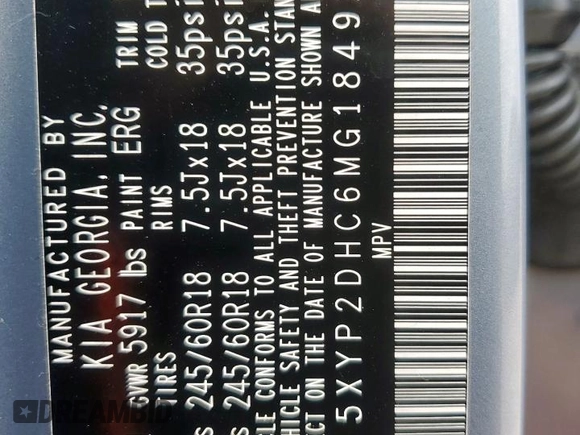 MANUFACTURED BY
KIA GEORGIA, INC.
GVWR 5917 lbs PAINT ERG TRIM
TIRES RIMS COLD
245/60R18 7.5Jx18 35psi
245/60R18 7.5Jx18 35psi
CONFORMS TO ALL APPLICABLE U.S.A.
SAFETY AND THEFT PREVENTION
ON THE DATE OF MANUFACTURE SHOWN
5XYP2DHC6MG1849
MPV
DREAMBID